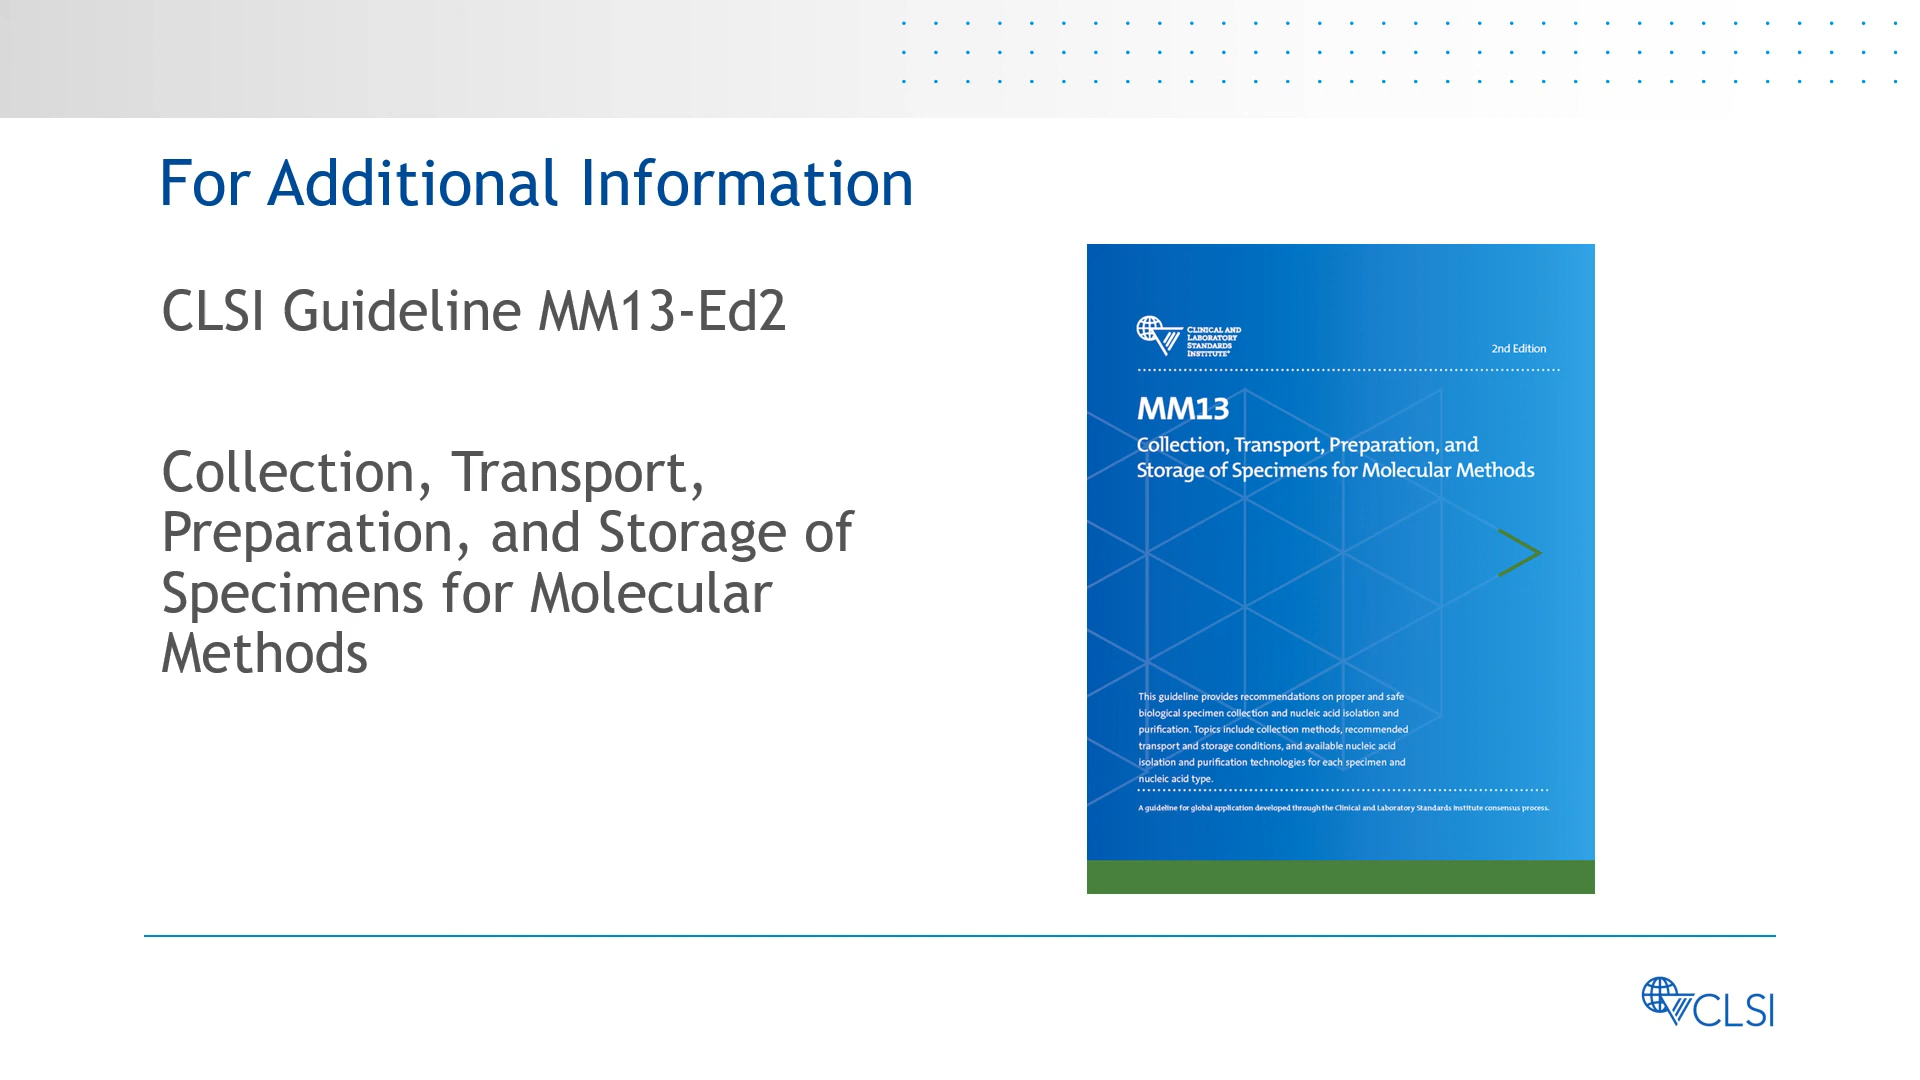 For Additional Information
CLSI Guideline MM13-Ed2
Collection, Transport,
Preparation, and Storage of
Specimens for Molecular
Methods
CLINICAL AND
LABORATORY
STANDARDS
INSTITUTE®
2nd Edition
MM13
Collection, Transport, Preparation, and
Storage of Specimens for Molecular Methods
This guideline provides recommendations on proper and safe
biological specimen collection and nucleic acid isolation and
purification. Topics include collection methods, recommended
transport and storage conditions, and available nucleic acid
isolation and purification technologies for each specimen and
nucleic acid type.
A guideline for global application developed through the Clinical and Laboratory Standards Institute consensus process.
CLSI